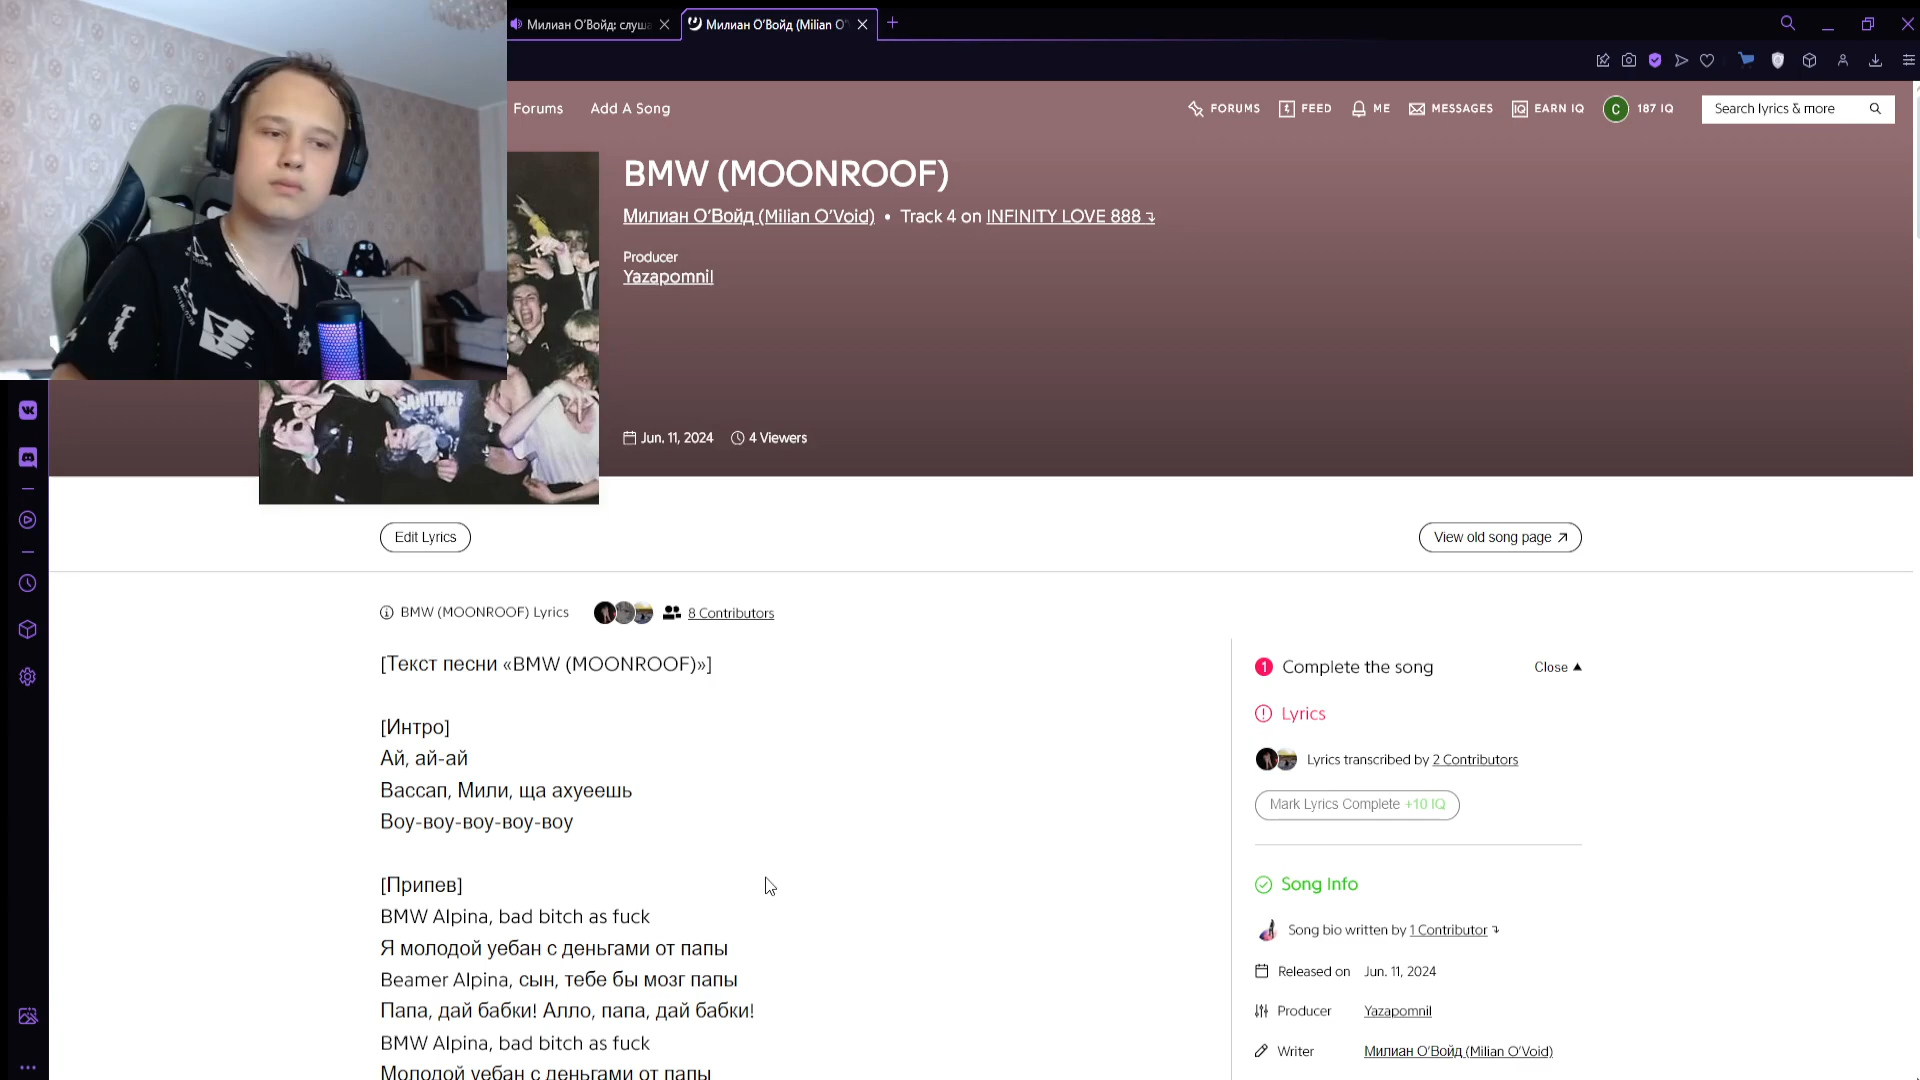 Милиан О'Войд: слуша
Милиан О'Войд (Milian O'
Forums
Add A Song
FORUMS
FEED
ME
MESSAGES
IQ
EARN IQ
C
187 IQ
Search lyrics & more
BMW (MOONROOF)
Милиан О'Войд (Milian O'Void) • Track 4 on INFINITY LOVE 888
Producer
Yazapomnil
SAINTMX6
Jun. 11, 2024
4 Viewers
Edit Lyrics
View old song page
BMW (MOONROOF) Lyrics
8 Contributors
[Текст песни «BMW (MOONROOF)»]
[Интро]
Ай, ай-ай
Вассап, Мили, ща ахуеешь
Воу-воу-воу-воу-воу
[Припев]
BMW Alpina, bad bitch as fuck
Я молодой уебан с деньгами от папы
Beamer Alpina, сын, тебе бы мозг папы
Папа, дай бабки! Алло, папа, дай бабки!
BMW Alpina, bad bitch as fuck
Молодой уебан с деньгами от папы
1 Complete the song
Close
Lyrics
Lyrics transcribed by 2 Contributors
Mark Lyrics Complete +10 IQ
Song Info
Song bio written by 1 Contributor
Released on Jun. 11, 2024
Producer Yazapomnil
Writer Милиан О'Войд (Milian O'Void)